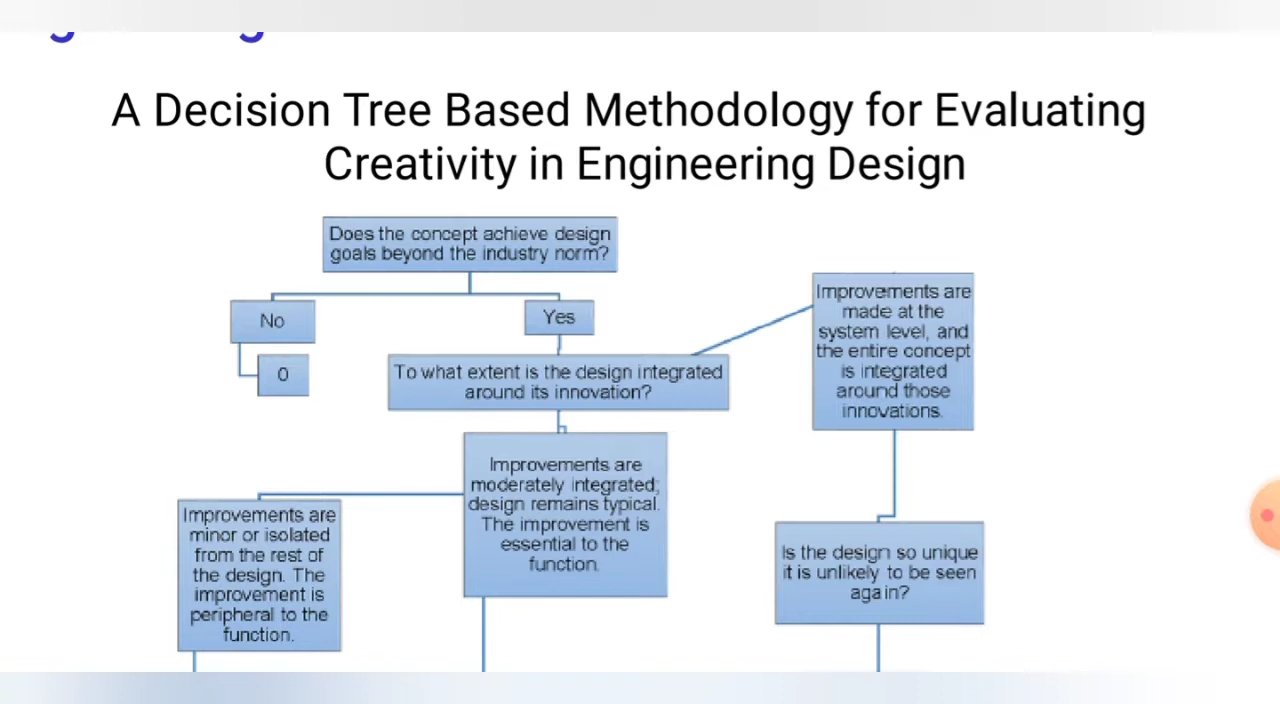 A Decision Tree Based Methodology for Evaluating
Creativity in Engineering Design
Does the concept achieve design
goals beyond the industry norm?
No
Yes
0
To what extent is the design integrated
around its innovation?
Improvements are
made at the
system level, and
the entire concept
is integrated
around those
innovations.
Improvements are
moderately integrated;
design remains typical.
The improvement is
essential to the
function.
Improvements are
minor or isolated
from the rest of
the design. The
improvement is
peripheral to the
function.
Is the design so unique
it is unlikely to be seen
again?